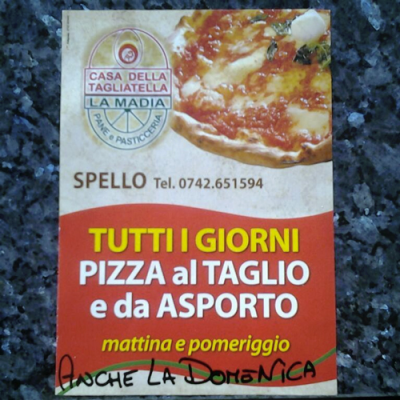 CASA DELLA
TAGLIATELLA
LA MADIA
PANE e PASTICCERIA
SPELLO Tel. 0742.651594
TUTTI I GIORNI
PIZZA al TAGLIO
e da ASPORTO
mattina e pomeriggio
ANCHE LA DOMENICA